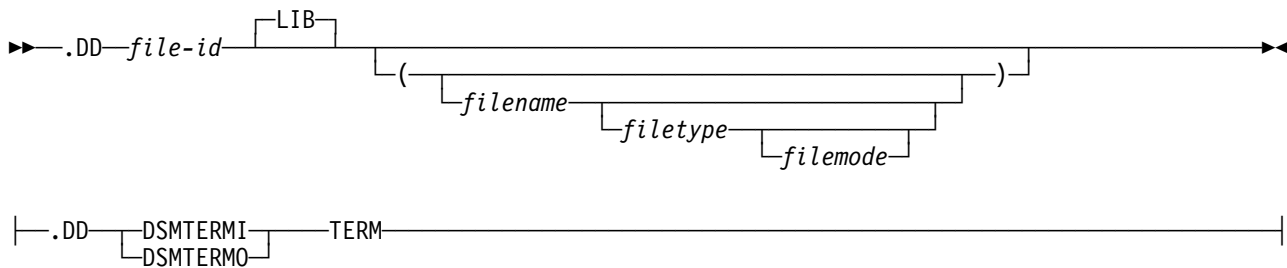 LIB
.DD file-id
( )
filename
filetype
filemode
.DD DSMTERMI TERM
DSMTERMO